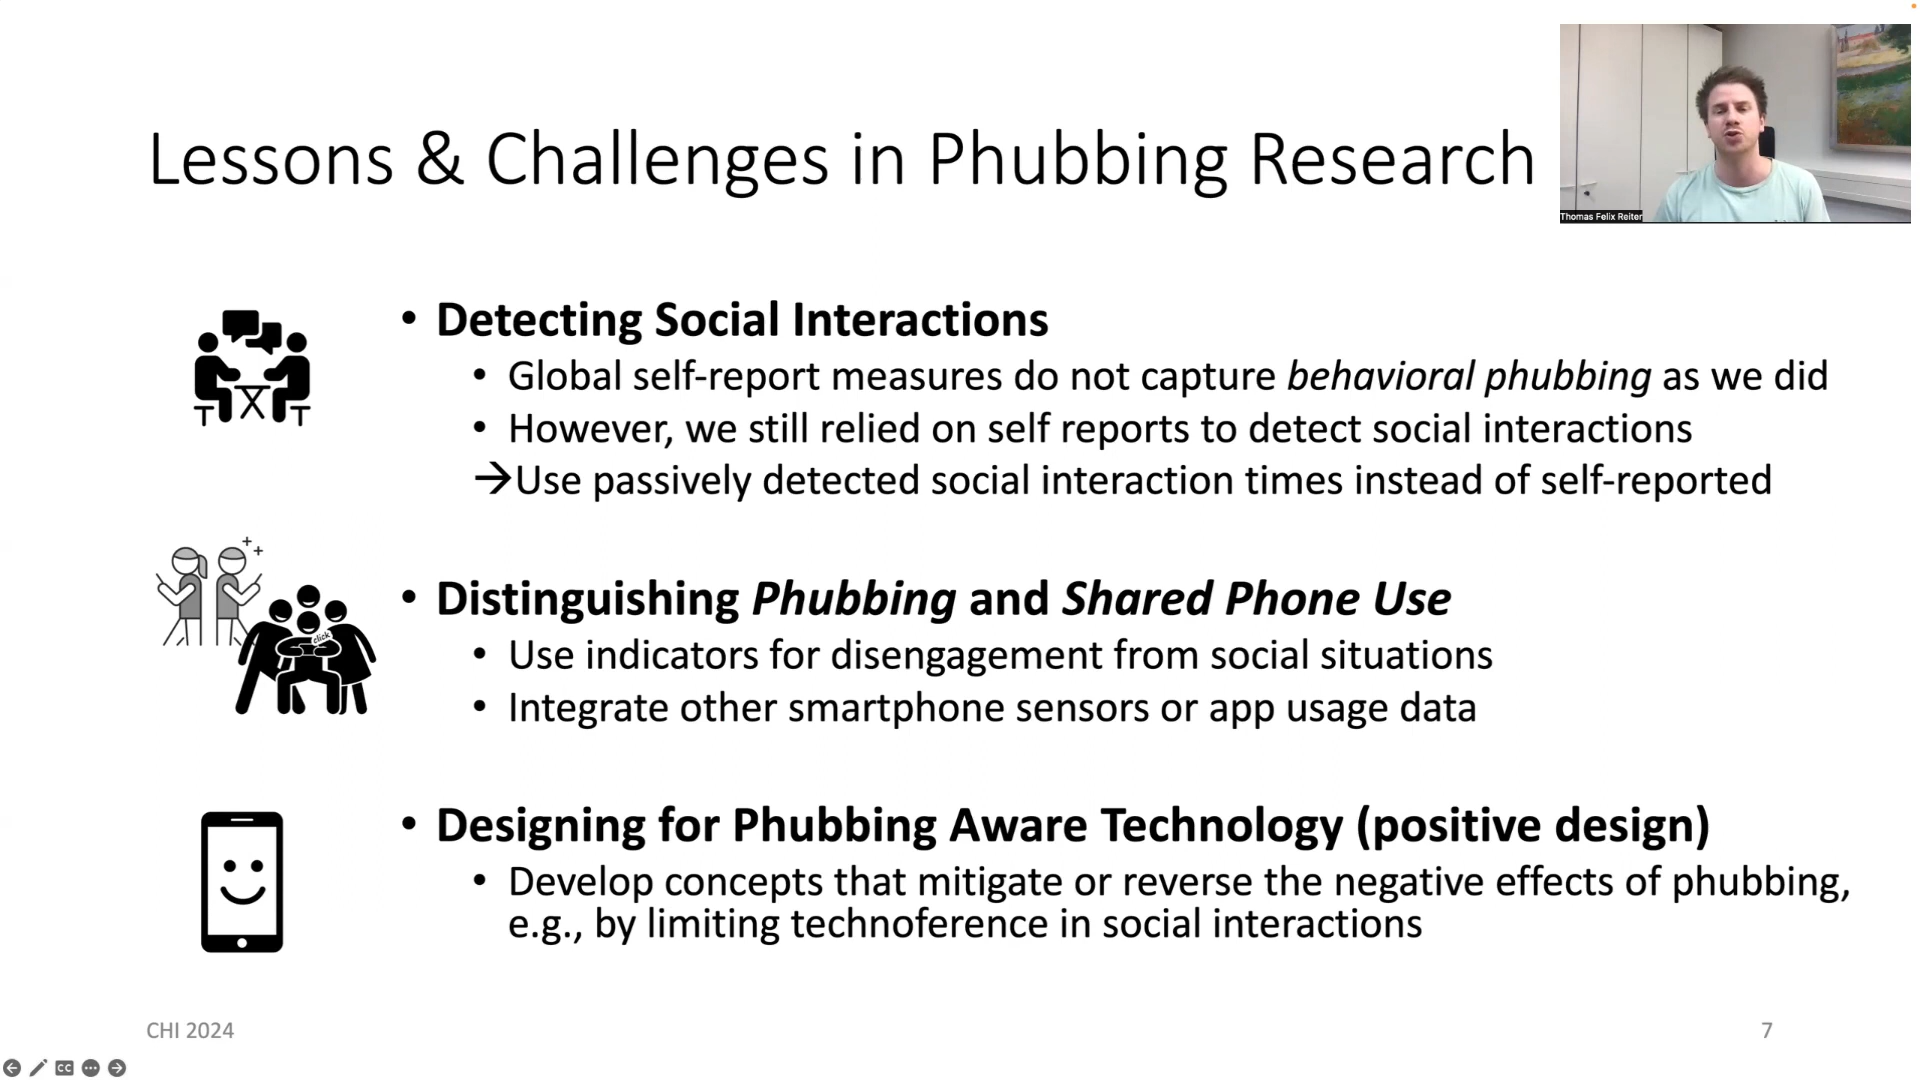 Lessons & Challenges in Phubbing Research
Thomas Felix Reiter
• Detecting Social Interactions
• Global self-report measures do not capture behavioral phubbing as we did
• However, we still relied on self reports to detect social interactions
→Use passively detected social interaction times instead of self-reported
click
• Distinguishing Phubbing and Shared Phone Use
• Use indicators for disengagement from social situations
• Integrate other smartphone sensors or app usage data
• Designing for Phubbing Aware Technology (positive design)
• Develop concepts that mitigate or reverse the negative effects of phubbing,
e.g., by limiting technoference in social interactions
CHI 2024
7
CC